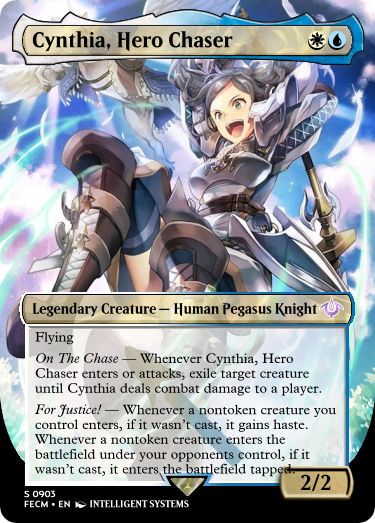 Cynthia, Hero Chaser
Legendary Creature — Human Pegasus Knight
Flying
On The Chase — Whenever Cynthia, Hero
Chaser enters or attacks, exile target creature
until Cynthia deals combat damage to a player.
For Justice! — Whenever a nontoken creature you
control enters, if it wasn't cast, it gains haste.
Whenever a nontoken creature enters the
battlefield under your opponents control, if it
wasn't cast, it enters the battlefield tapped.
2/2
S 0903
FECM • EN INTELLIGENT SYSTEMS